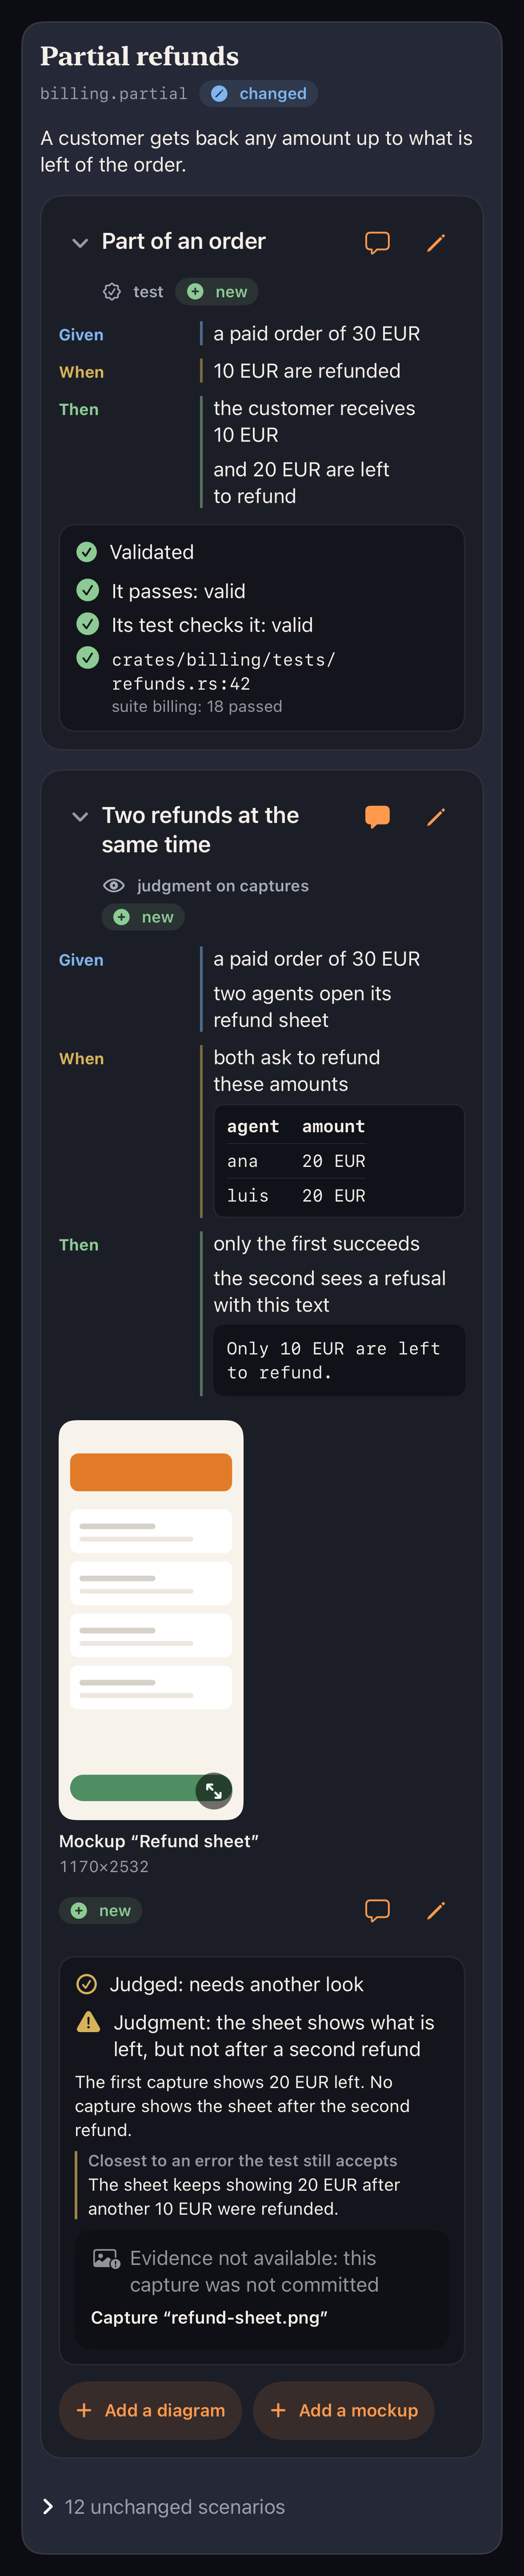 Partial refunds
billing.partial changed
A customer gets back any amount up to what is
left of the order.
Part of an order
test new
Given a paid order of 30 EUR
When 10 EUR are refunded
Then the customer receives
10 EUR
and 20 EUR are left
to refund
Validated
It passes: valid
Its test checks it: valid
crates/billing/tests/
refunds.rs:42
suite billing: 18 passed
Two refunds at the
same time
judgment on captures
new
Given a paid order of 30 EUR
two agents open its
refund sheet
When both ask to refund
these amounts
agent amount
ana 20 EUR
luis 20 EUR
Then only the first succeeds
the second sees a refusal
with this text
Only 10 EUR are left
to refund.
Mockup “Refund sheet”
1170×2532
new
Judged: needs another look
Judgment: the sheet shows what is
left, but not after a second refund
The first capture shows 20 EUR left. No
capture shows the sheet after the second
refund.
Closest to an error the test still accepts
The sheet keeps showing 20 EUR after
another 10 EUR were refunded.
Evidence not available: this
capture was not committed
Capture “refund-sheet.png”
+ Add a diagram + Add a mockup
12 unchanged scenarios